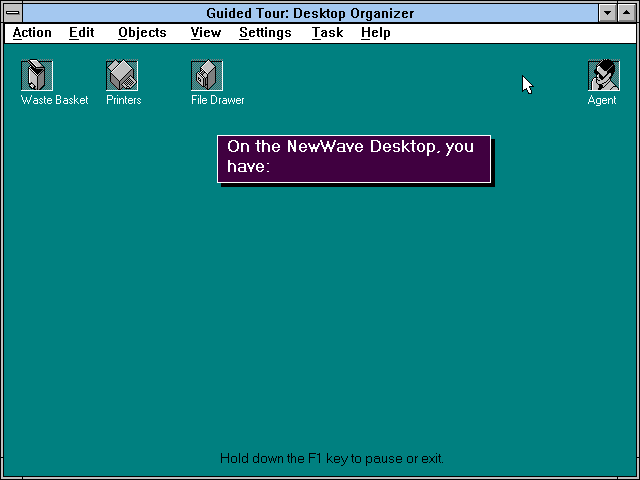 Guided Tour: Desktop Organizer
Action Edit Objects View Settings Task Help
Waste Basket Printers File Drawer Agent
On the NewWave Desktop, you
have:
Hold down the F1 key to pause or exit.